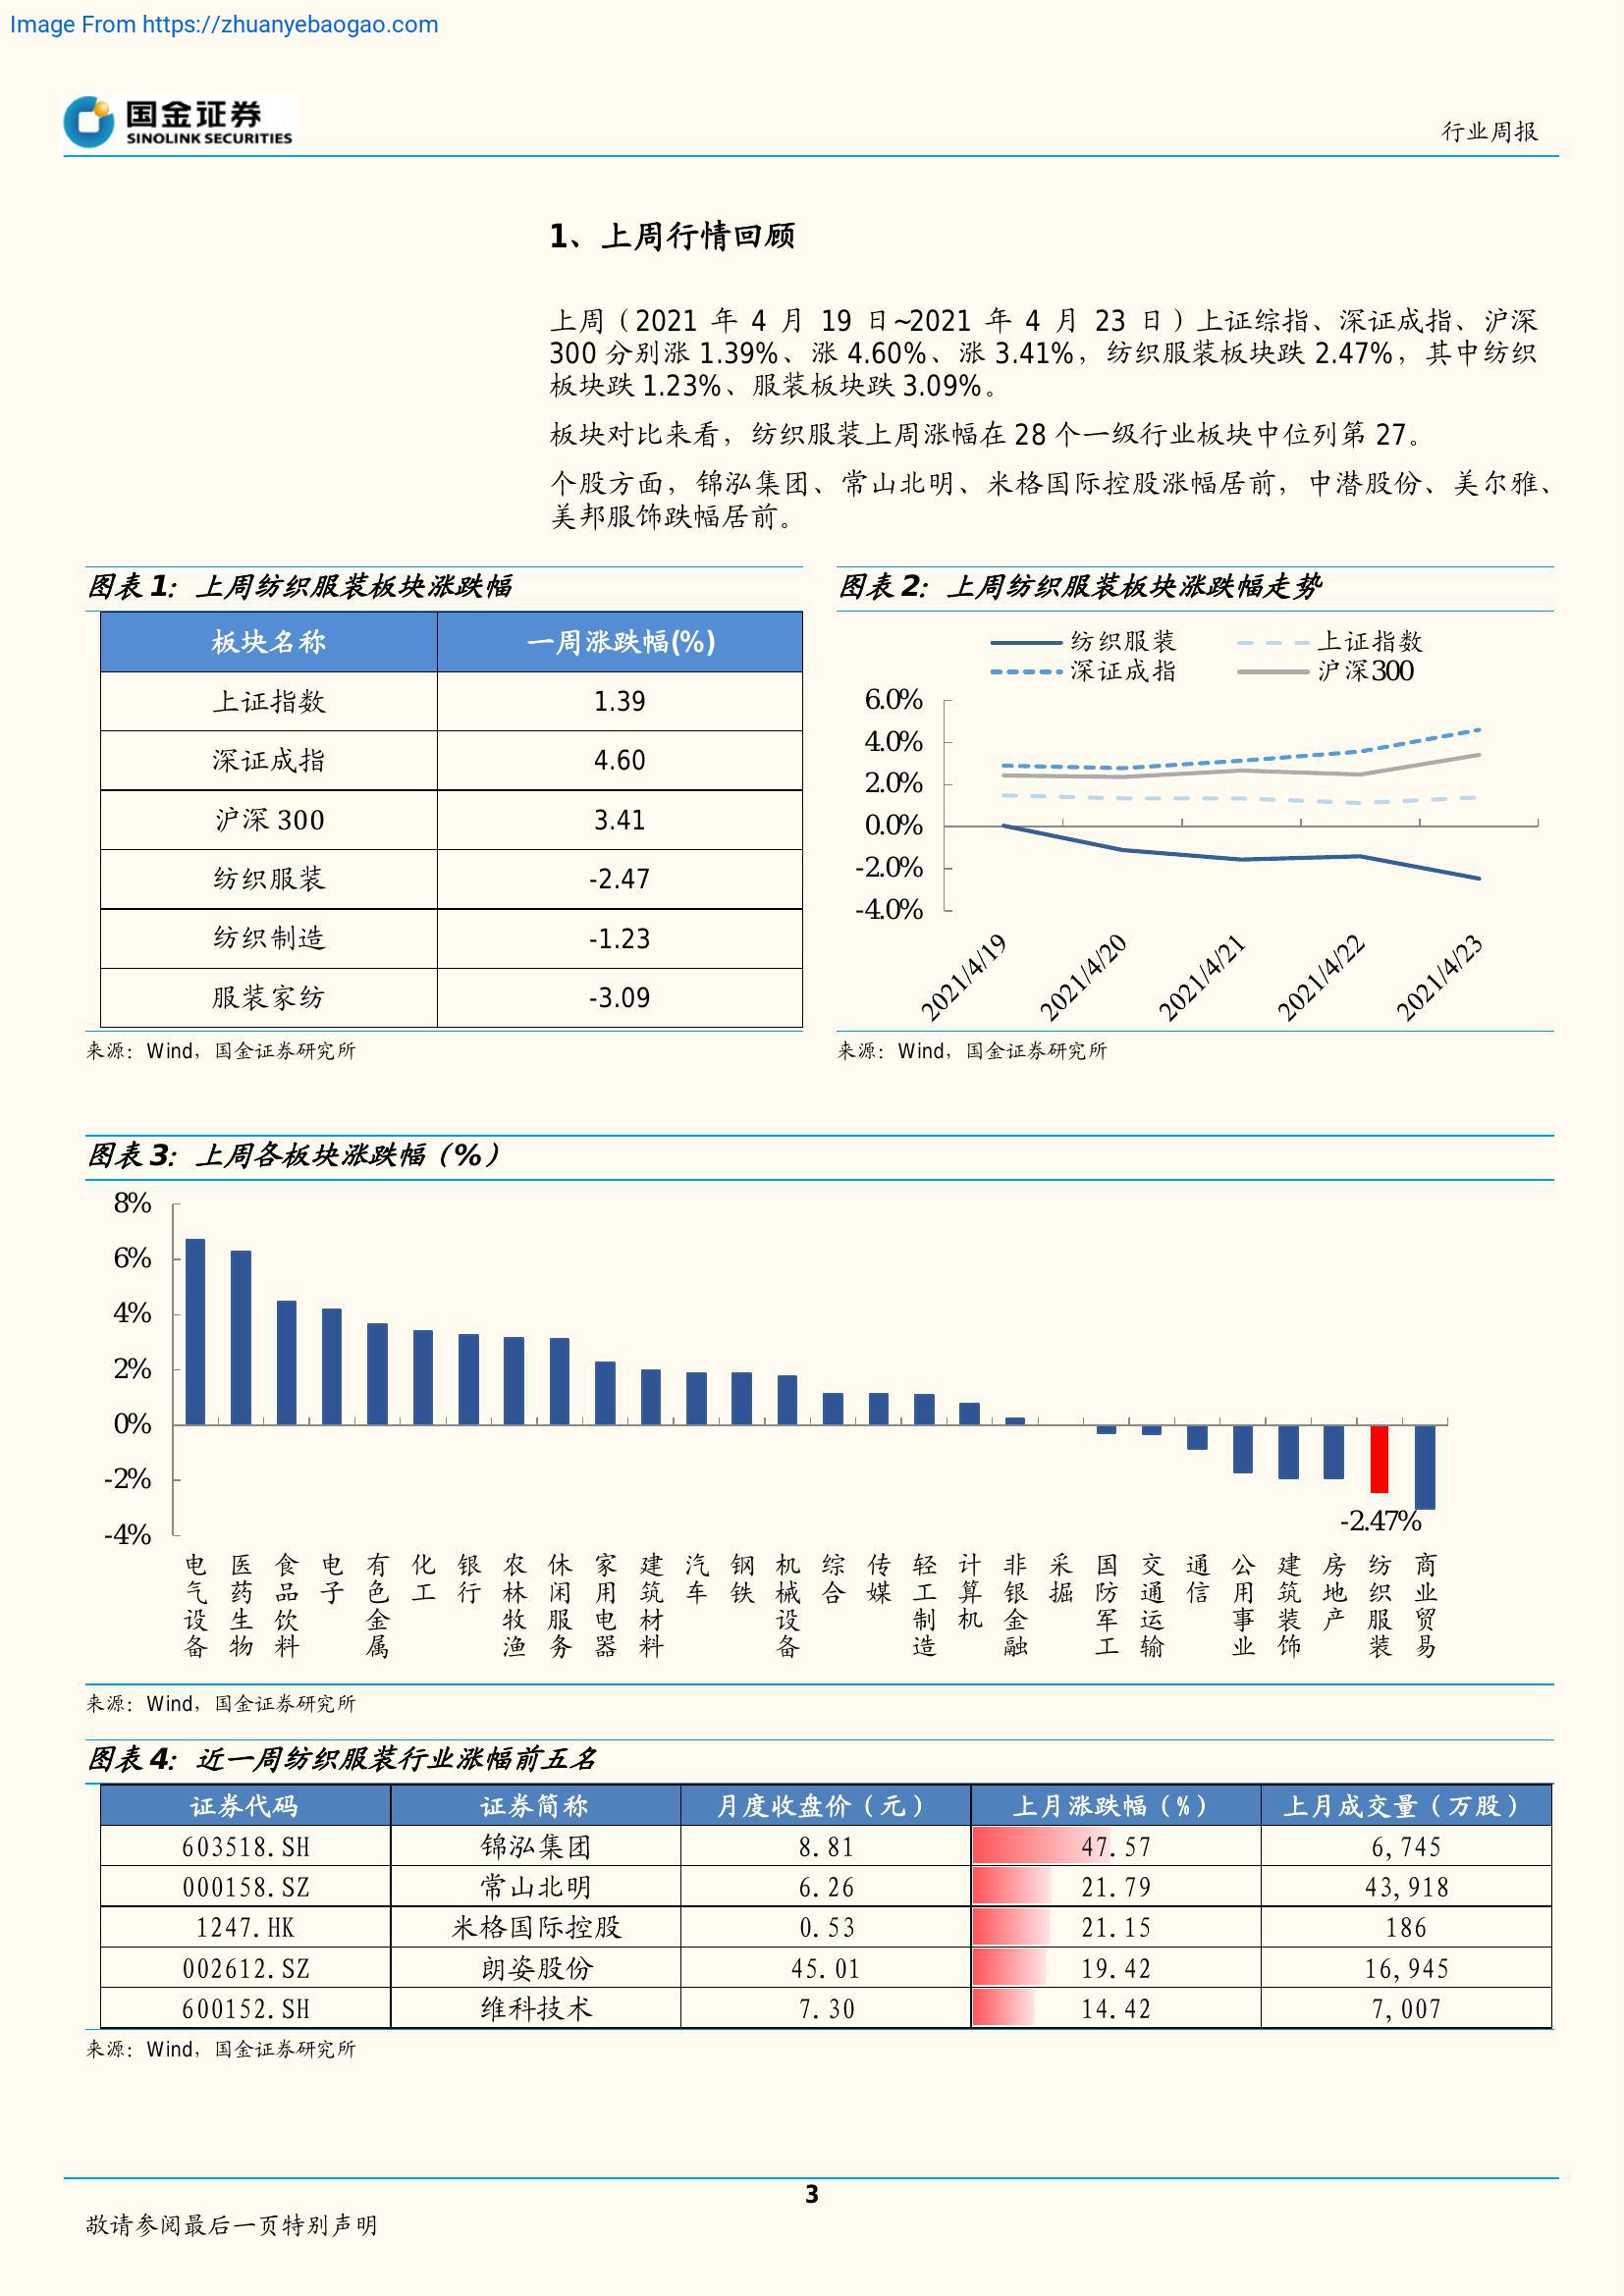 Image From https://zhuanyebaogao.com
国金证券
SINOLINK SECURITIES
行业周报
1、上周行情回顾
上周（2021 年 4 月 19 日~2021 年 4 月 23 日）上证综指、深证成指、沪深
300 分别涨 1.39%、涨 4.60%、涨 3.41%，纺织服装板块跌 2.47%，其中纺织
板块跌 1.23%、服装板块跌 3.09%。
板块对比来看，纺织服装上周涨幅在 28 个一级行业板块中位列第 27。
个股方面，锦泓集团、常山北明、米格国际控股涨幅居前，中潜股份、美尔雅、
美邦服饰跌幅居前。
图表 1：上周纺织服装板块涨跌幅
板块名称 一周涨跌幅(%)
上证指数 1.39
深证成指 4.60
沪深 300 3.41
纺织服装 -2.47
纺织制造 -1.23
服装家纺 -3.09
来源：Wind，国金证券研究所
图表 2：上周纺织服装板块涨跌幅走势
纺织服装 上证指数
深证成指 沪深300
6.0%
4.0%
2.0%
0.0%
-2.0%
-4.0%
2021/4/19 2021/4/20 2021/4/21 2021/4/22 2021/4/23
来源：Wind，国金证券研究所
图表 3：上周各板块涨跌幅（%）
8%
6%
4%
2%
0%
-2%
-4%
-2.47%
电气设备 医药生物 食品饮料 电子 有色金属 化工 银行 农林牧渔 休闲服务 家用电器 建筑材料 汽车 钢铁 机械设备 综合 传媒 轻工制造 计算机 非银金融 采掘 国防军工 交通运输 通信 公用事业 建筑装饰 房地产 纺织服装 商业贸易
来源：Wind，国金证券研究所
图表 4：近一周纺织服装行业涨幅前五名
证券代码 证券简称 月度收盘价（元） 上月涨跌幅（%） 上月成交量（万股）
603518.SH 锦泓集团 8.81 47.57 6,745
000158.SZ 常山北明 6.26 21.79 43,918
1247.HK 米格国际控股 0.53 21.15 186
002612.SZ 朗姿股份 45.01 19.42 16,945
600152.SH 维科技术 7.30 14.42 7,007
来源：Wind，国金证券研究所
3
敬请参阅最后一页特别声明